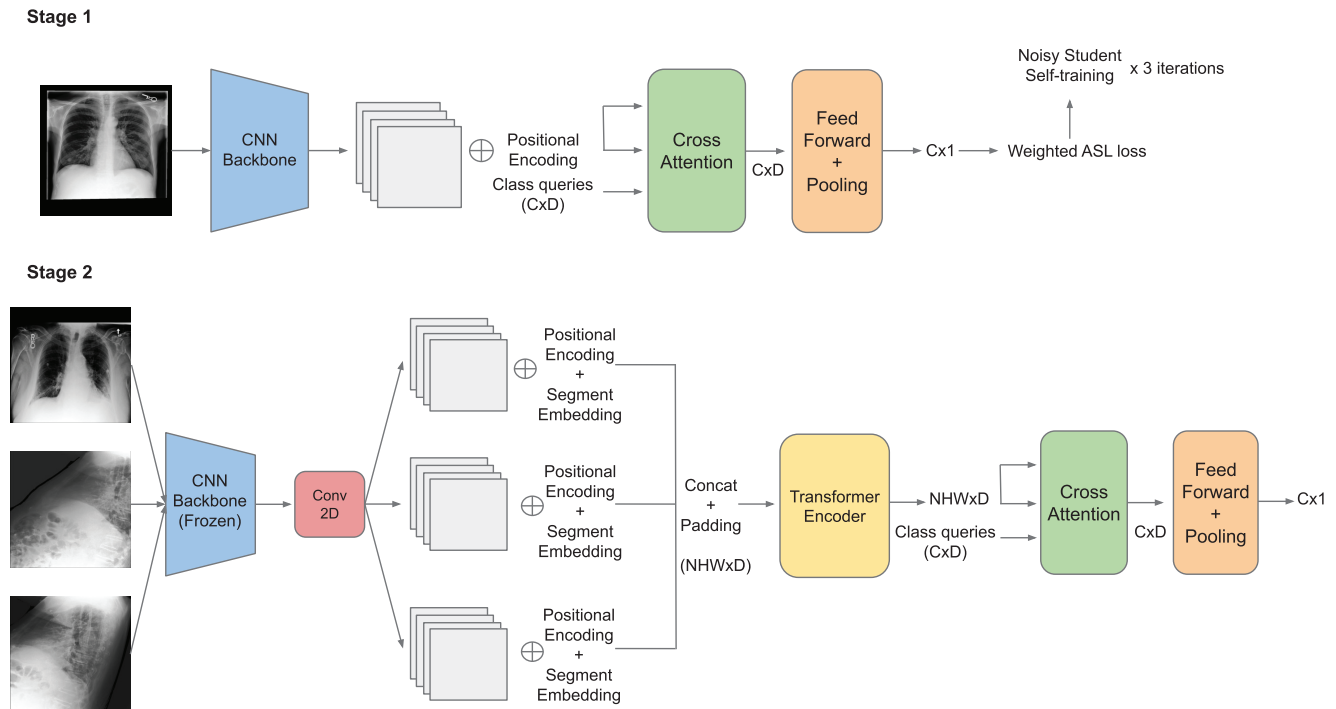 Stage 1
CNN
Backbone
Positional
Encoding
Class queries
(CxD)
Cross
Attention
CxD
Feed
Forward
+
Pooling
Cx1
Weighted ASL loss
Noisy Student
Self-training
x 3 iterations
Stage 2
CNN
Backbone
(Frozen)
Conv
2D
Positional
Encoding
+
Segment
Embedding
Positional
Encoding
+
Segment
Embedding
Positional
Encoding
+
Segment
Embedding
Concat
+
Padding
(NHWxD)
Transformer
Encoder
NHWxD
Class queries
(CxD)
Cross
Attention
CxD
Feed
Forward
+
Pooling
Cx1